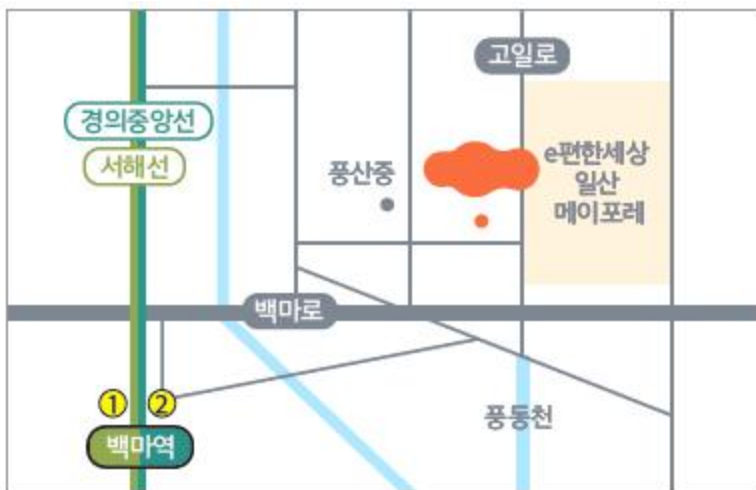 고일로
경의중앙선
서해선
풍산중
e편한세상
일산
메이포레
백마로
① ②
풍동천
백마역